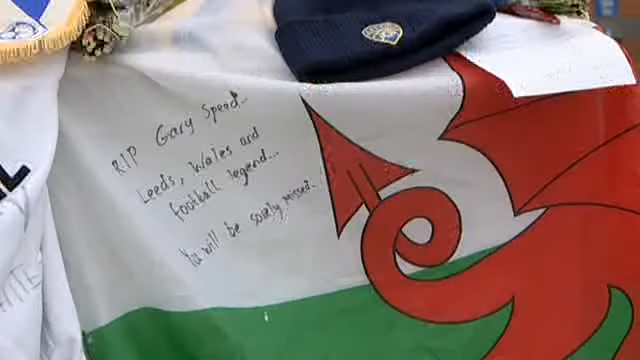 RIP Gary Speed...
Leeds, Wales and
football legend...
You will be sorely missed..